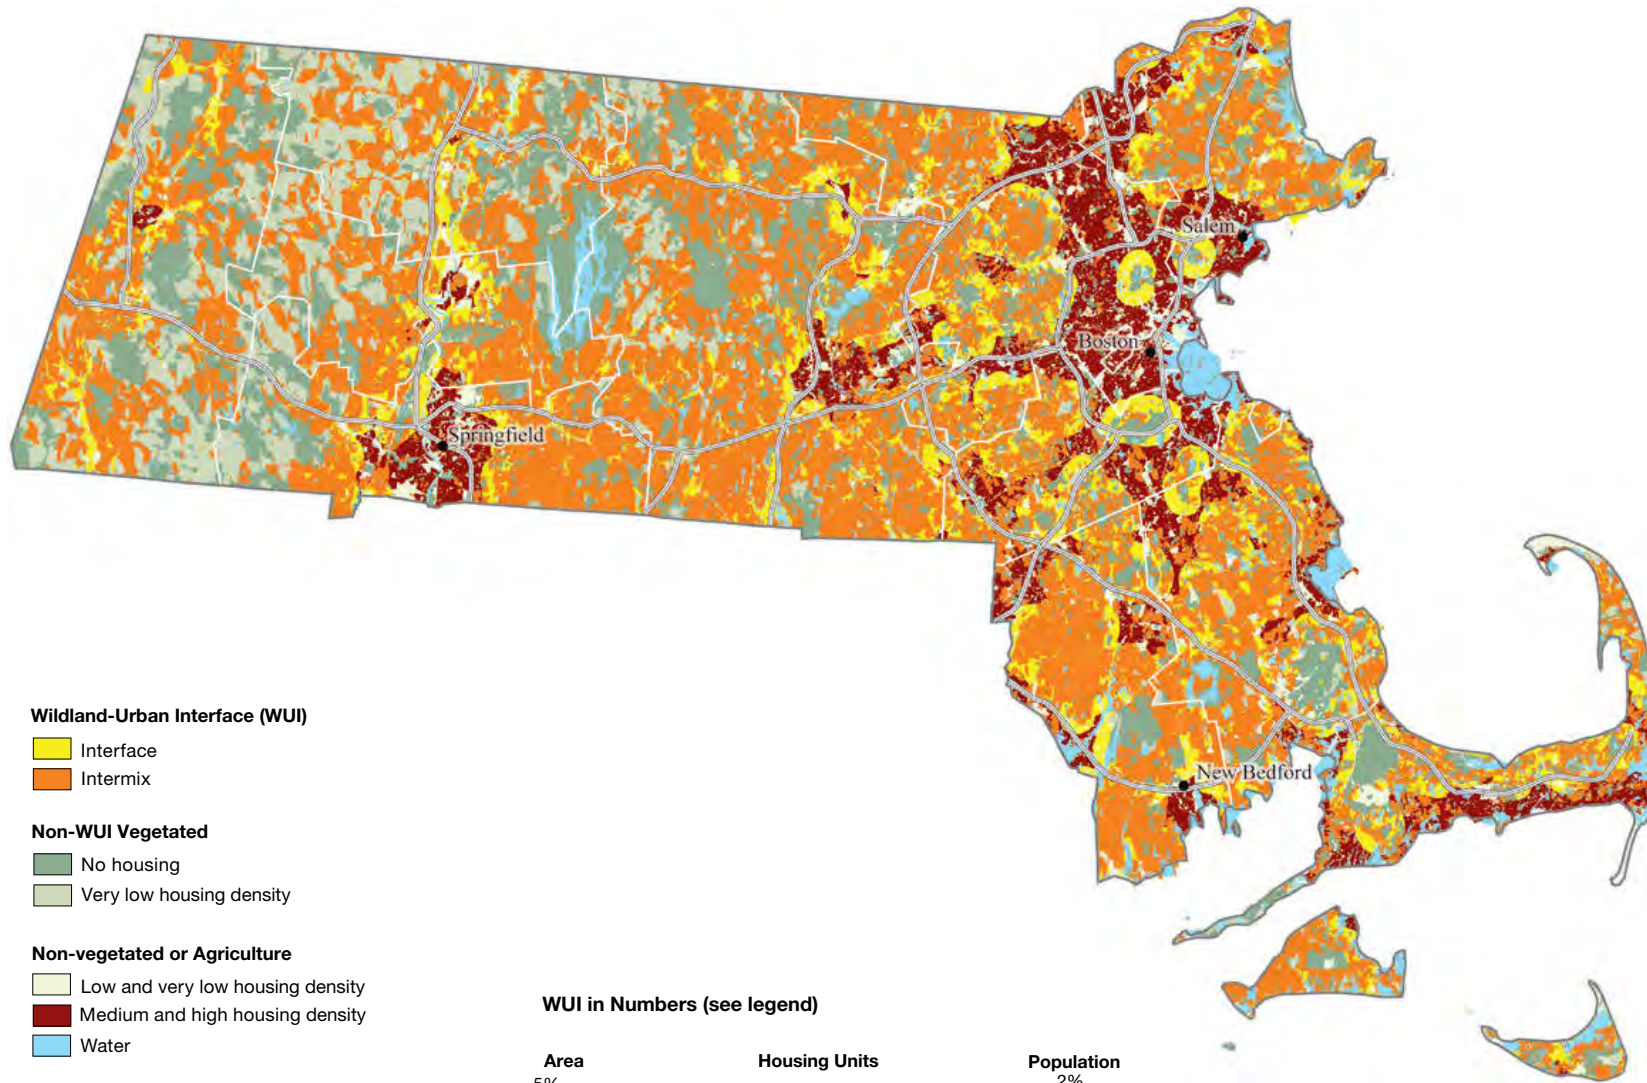 Salem
Boston
Springfield
New Bedford
Wildland-Urban Interface (WUI)
Interface
Intermix
Non-WUI Vegetated
No housing
Very low housing density
Non-vegetated or Agriculture
Low and very low housing density
Medium and high housing density
Water
WUI in Numbers (see legend)
Area
Housing Units
Population
5%
2%